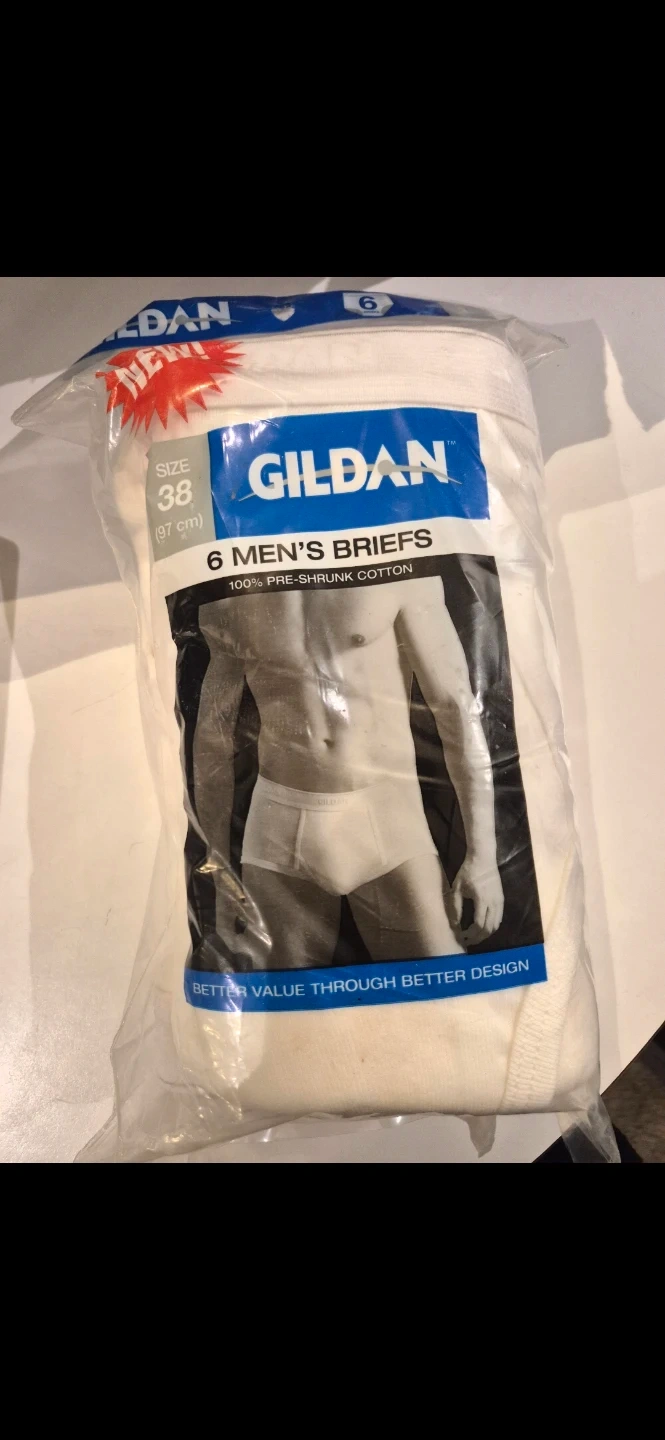 GILDAN
6
NEW!
SIZE
38
(97 cm)
GILDAN™
6 MEN'S BRIEFS
100% PRE-SHRUNK COTTON
GILDAN
BETTER VALUE THROUGH BETTER DESIGN